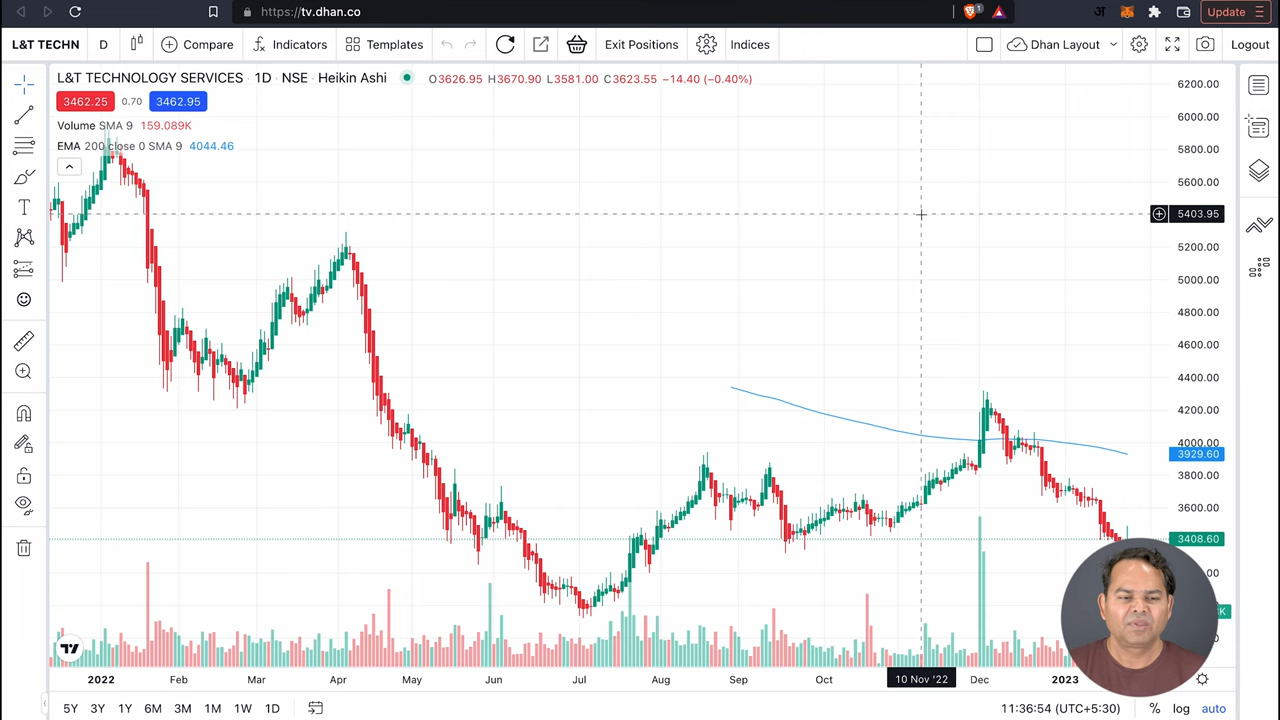 https://tv.dhan.co
1
अ
Update
L&T TECHN D Compare Indicators Templates Exit Positions Indices Dhan Layout Logout
L&T TECHNOLOGY SERVICES · 1D · NSE · Heikin Ashi O3626.95 H3670.90 L3581.00 C3623.55 −14.40 (−0.40%)
3462.25 0.70 3462.95
Volume SMA 9 159.089K
EMA 200 close 0 SMA 9 4044.46
6200.00
6000.00
5800.00
5600.00
5403.95
5200.00
5000.00
4800.00
4600.00
4400.00
4200.00
4000.00
3929.60
3800.00
3600.00
3408.60
2022 Feb Mar Apr May Jun Jul Aug Sep Oct 10 Nov '22 Dec 2023
5Y 3Y 1Y 6M 3M 1M 1W 1D 11:36:54 (UTC+5:30) % log auto